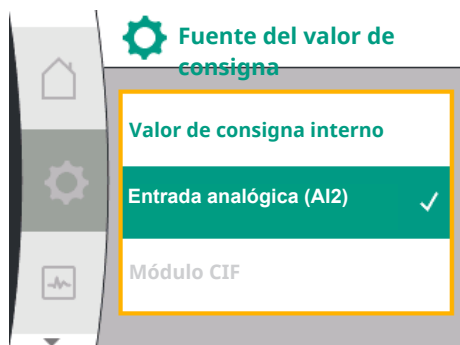 Fuente del valor de
consigna
Valor de consigna interno
Entrada analógica (AI2)
Módulo CIF